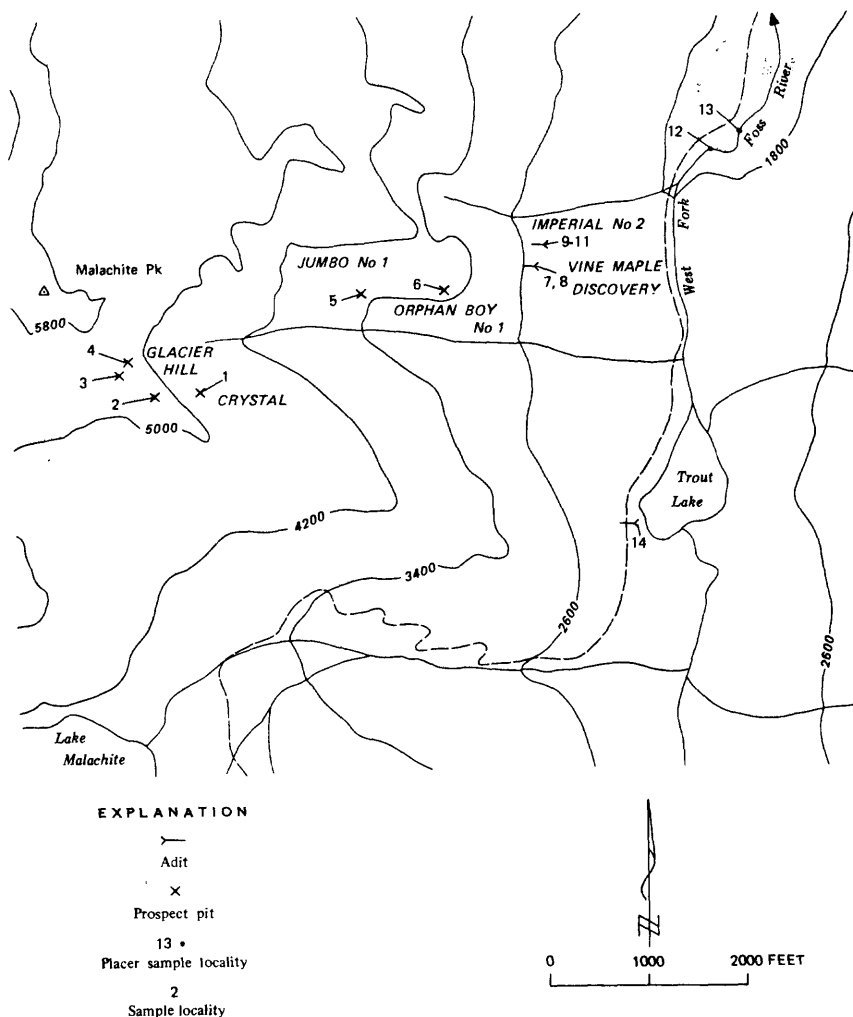 13
12
Foss
River
1800
IMPERIAL No 2
9-11
Fork
West
JUMBO No 1
VINE MAPLE
DISCOVERY
7, 8
Malachite Pk
6
5
ORPHAN BOY
No 1
5800
4
GLACIER
HILL
3
1
2
CRYSTAL
5000
Trout
Lake
4200
14
3400
2600
2600
Lake
Malachite
EXPLANATION
Adit
Prospect pit
13
Placer sample locality
2
Sample locality
N
0 1000 2000 FEET